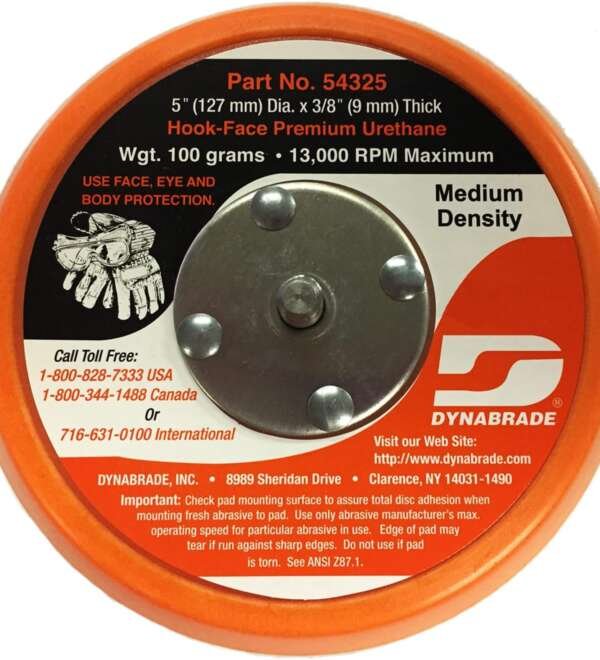 Part No. 54325
5" (127 mm) Dia. x 3/8" (9 mm) Thick
Hook-Face Premium Urethane
Wgt. 100 grams • 13,000 RPM Maximum
USE FACE, EYE AND
BODY PROTECTION.
Medium
Density
Call Toll Free:
1-800-828-7333 USA
1-800-344-1488 Canada
Or
716-631-0100 International
DYNABRADE®
Visit our Web Site:
http://www.dynabrade.com
DYNABRADE, INC. • 8989 Sheridan Drive • Clarence, NY 14031-1490
Important: Check pad mounting surface to assure total disc adhesion when
mounting fresh abrasive to pad. Use only abrasive manufacturer's max.
operating speed for particular abrasive in use. Edge of pad may
tear if run against sharp edges. Do not use if pad
is torn. See ANSI Z87.1.